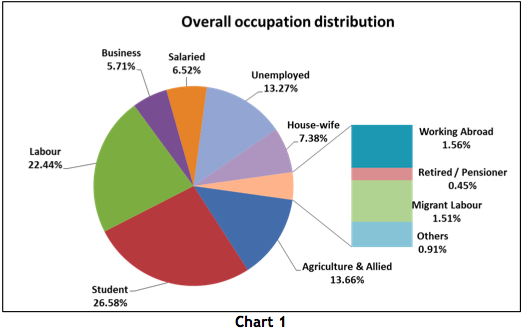 Overall occupation distribution
Business
5.71%
Salaried
6.52%
Unemployed
13.27%
House-wife
7.38%
Working Abroad
1.56%
Retired / Pensioner
0.45%
Migrant Labour
1.51%
Others
0.91%
Labour
22.44%
Agriculture & Allied
13.66%
Student
26.58%
Chart 1